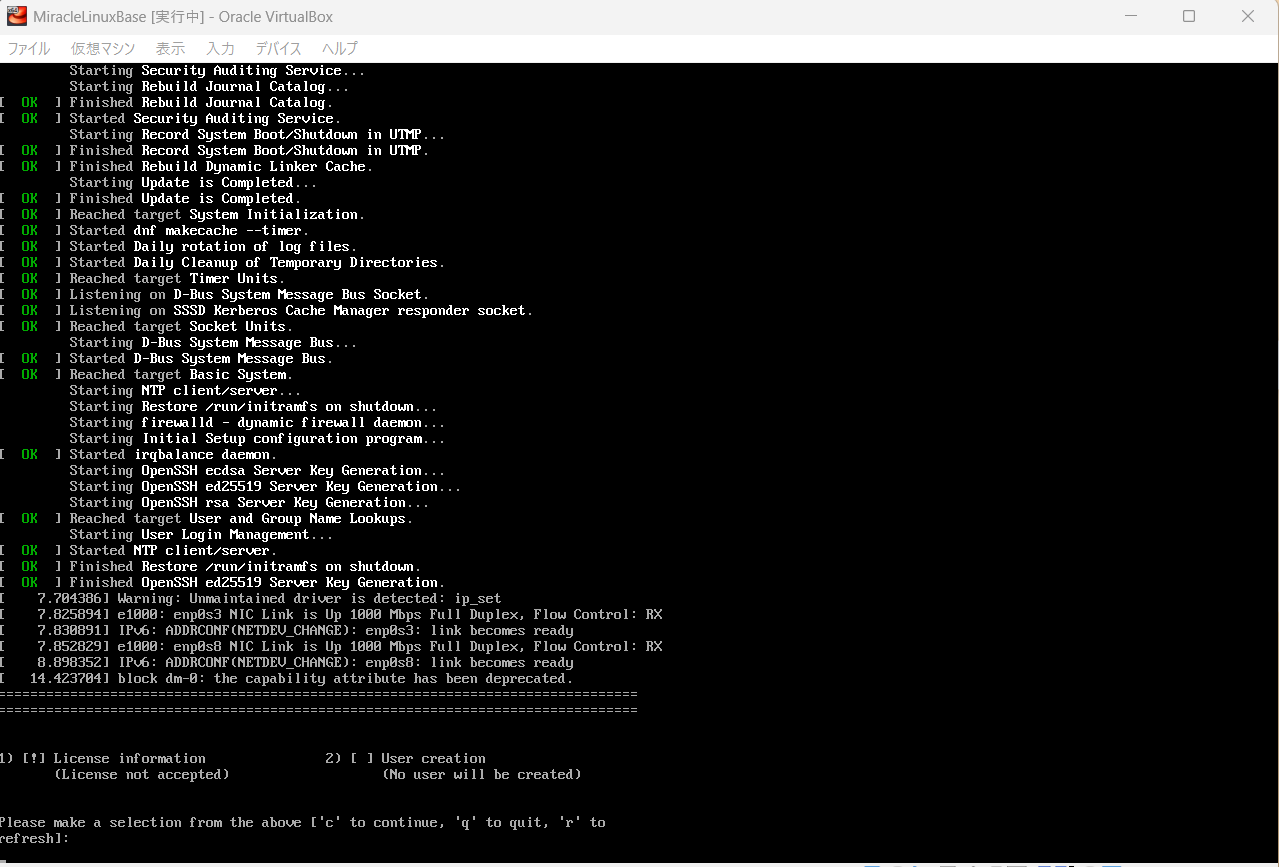 MiracleLinuxBase [実行中] - Oracle VirtualBox
ファイル 仮想マシン 表示 入力 デバイス ヘルプ
Starting Security Auditing Service...
Starting Rebuild Journal Catalog...
[ OK ] Finished Rebuild Journal Catalog.
[ OK ] Started Security Auditing Service.
Starting Record System Boot/Shutdown in UTMP...
[ OK ] Finished Record System Boot/Shutdown in UTMP.
[ OK ] Finished Rebuild Dynamic Linker Cache.
Starting Update is Completed...
[ OK ] Finished Update is Completed.
[ OK ] Reached target System Initialization.
[ OK ] Started dnf makecache --timer.
[ OK ] Started Daily rotation of log files.
[ OK ] Started Daily Cleanup of Temporary Directories.
[ OK ] Reached target Timer Units.
[ OK ] Listening on D-Bus System Message Bus Socket.
[ OK ] Listening on SSSD Kerberos Cache Manager responder socket.
[ OK ] Reached target Socket Units.
Starting D-Bus System Message Bus...
[ OK ] Started D-Bus System Message Bus.
[ OK ] Reached target Basic System.
Starting NTP client/server...
Starting Restore /run/initramfs on shutdown...
Starting firewalld - dynamic firewall daemon...
Starting Initial Setup configuration program...
[ OK ] Started irqbalance daemon.
Starting OpenSSH ecdsa Server Key Generation...
Starting OpenSSH ed25519 Server Key Generation...
Starting OpenSSH rsa Server Key Generation...
[ OK ] Reached target User and Group Name Lookups.
Starting User Login Management...
[ OK ] Started NTP client/server.
[ OK ] Finished Restore /run/initramfs on shutdown.
[ OK ] Finished OpenSSH ed25519 Server Key Generation.
[ 7.704386] Warning: Unmaintained driver is detected: ip_set
[ 7.825894] e1000: enp0s3 NIC Link is Up 1000 Mbps Full Duplex, Flow Control: RX
[ 7.830891] IPv6: ADDRCONF(NETDEV_CHANGE): enp0s3: link becomes ready
[ 7.852829] e1000: enp0s8 NIC Link is Up 1000 Mbps Full Duplex, Flow Control: RX
[ 8.898352] IPv6: ADDRCONF(NETDEV_CHANGE): enp0s8: link becomes ready
[ 14.423704] block dm-0: the capability attribute has been deprecated.
================================================================================
================================================================================
1) [!] License information 2) [ ] User creation
(License not accepted) (No user will be created)
Please make a selection from the above ['c' to continue, 'q' to quit, 'r' to
refresh]: